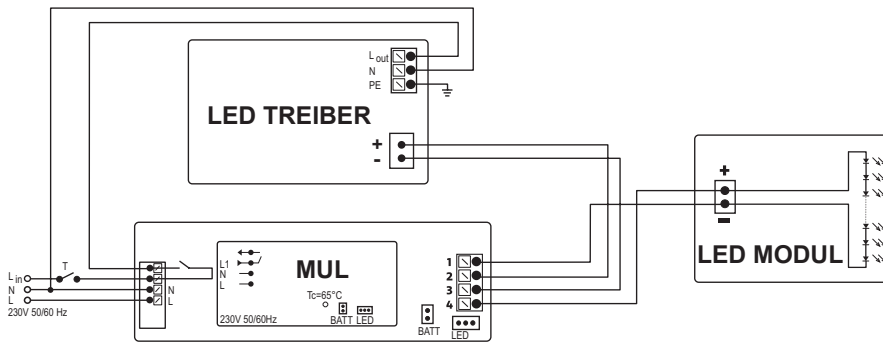 L out
N
PE
LED TREIBER
+
-
+
-
LED MODUL
L in
T
N
L
230V 50/60 Hz
N
L
L1
N
L
MUL
Tc=65°C
BATT LED
230V 50/60Hz
1
2
3
4
BATT
LED